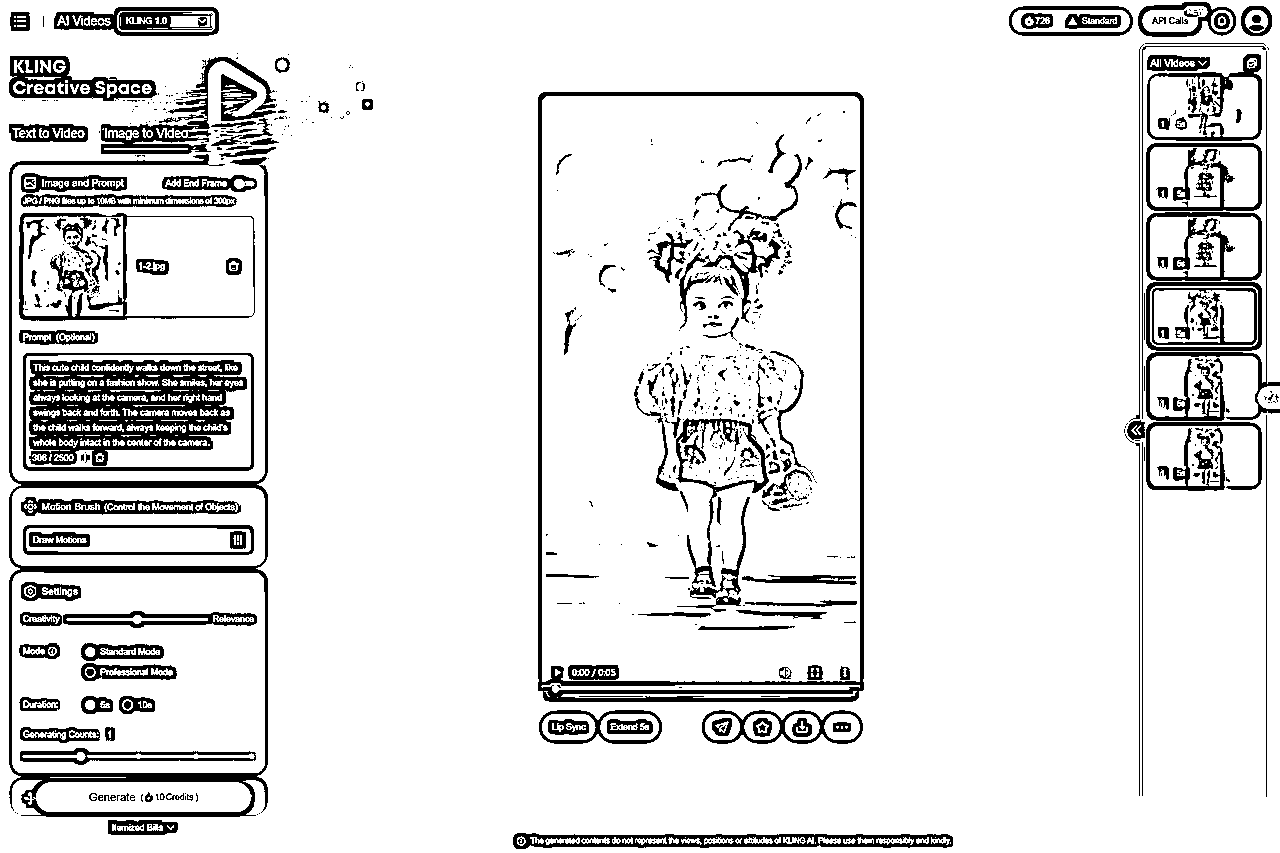 AI Videos
KLING 1.0
726
Standard
API Calls
KLING
Creative Space
All Videos
Text to Video
Image to Video
Image and Prompt
Add End Frame
JPG / PNG files up to 10MB with minimum dimensions of 300px
1-2.jpg
Prompt (Optional)
This cute child confidently walks down the street, like
she is putting on a fashion show. She smiles, her eyes
always looking at the camera, and her right hand
swings back and forth. The camera moves back as
the child walks forward, always keeping the child's
whole body intact in the center of the camera.
306 / 2500
Motion Brush (Control the Movement of Objects)
Draw Motions
Settings
Creativity
Relevance
Mode
Standard Mode
Professional Mode
0:00 / 0:05
Duration:
5s
10s
Lip Sync
Extend 5s
Generating Counts:
1
Generate ( 10 Credits )
Itemized Bills
The generated contents do not represent the views, positions or attitudes of KLING AI. Please use them responsibly and kindly.